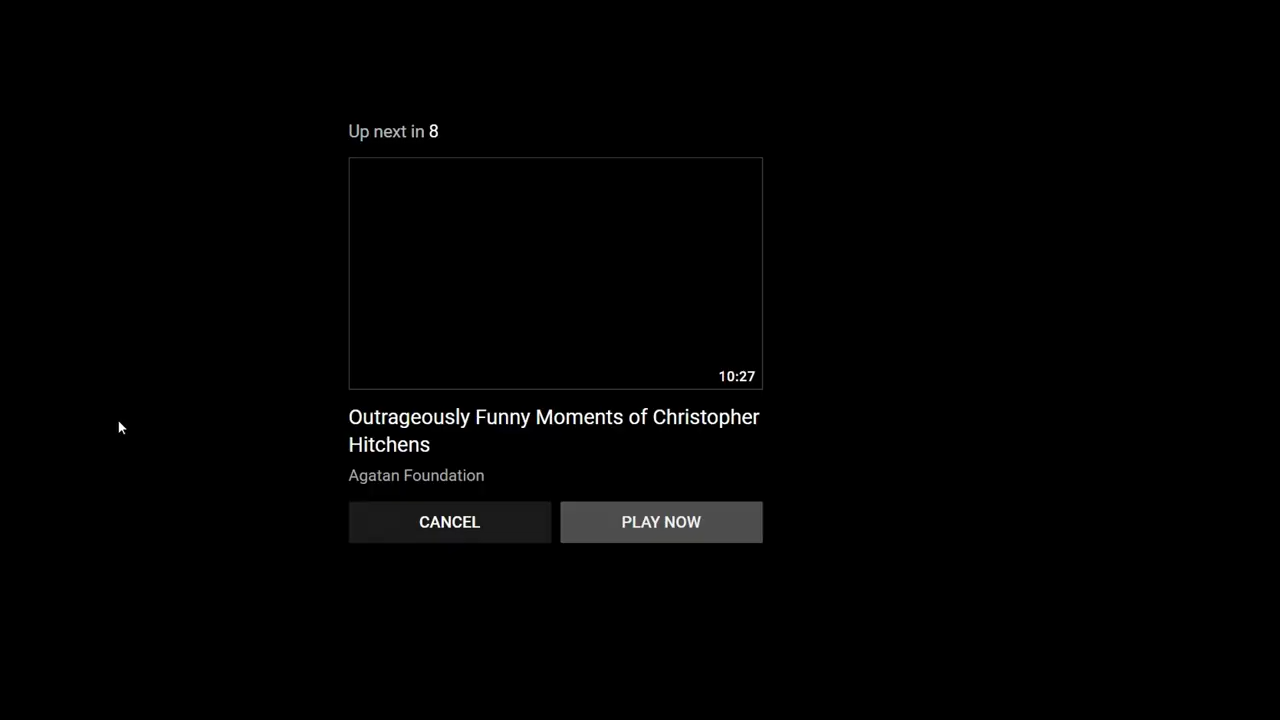 Up next in 8
10:27
Outrageously Funny Moments of Christopher
Hitchens
Agatan Foundation
CANCEL PLAY NOW